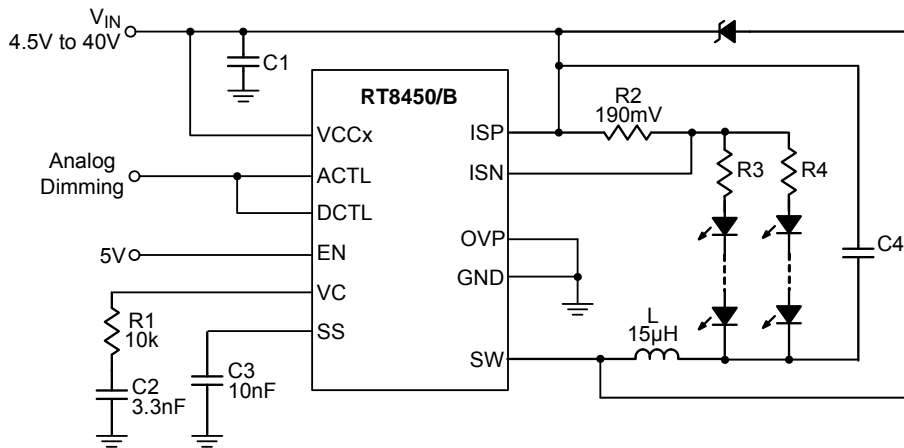 VIN
4.5V to 40V
C1
RT8450/B
R2
190mV
VCCx
ISP
Analog
Dimming
ACTL
ISN
R3
R4
DCTL
5V
EN
OVP
C4
VC
GND
R1
10k
SS
L
15µH
SW
C3
10nF
C2
3.3nF